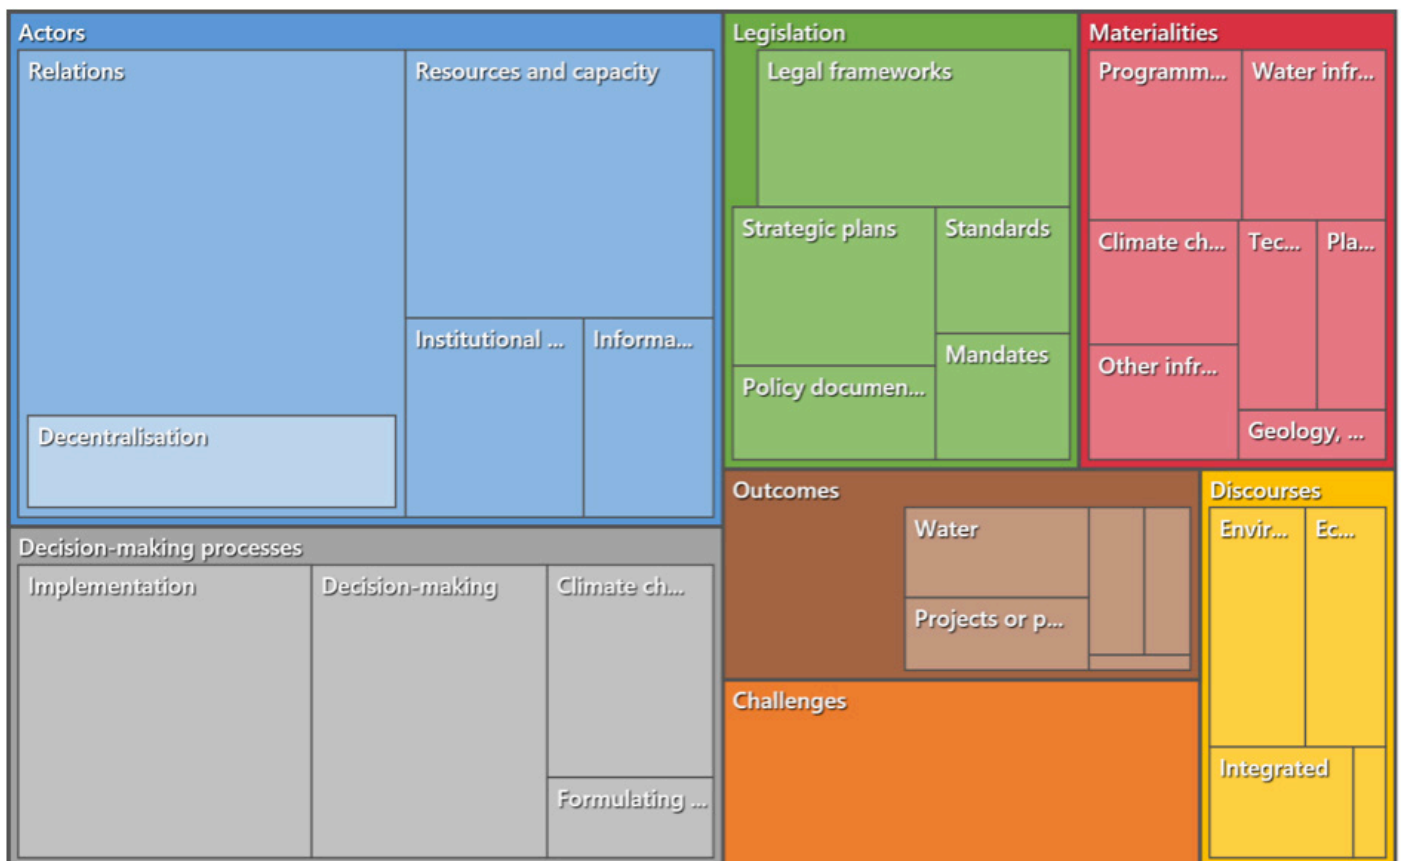 Actors
Relations
Resources and capacity
Institutional ...
Informa...
Decentralisation
Decision-making processes
Implementation
Decision-making
Climate ch...
Formulating ...
Legislation
Legal frameworks
Strategic plans
Standards
Mandates
Policy documen...
Materialities
Programm...
Water infr...
Climate ch...
Tec...
Pla...
Other infr...
Geology, ...
Outcomes
Water
Projects or p...
Challenges
Discourses
Envir...
Ec...
Integrated